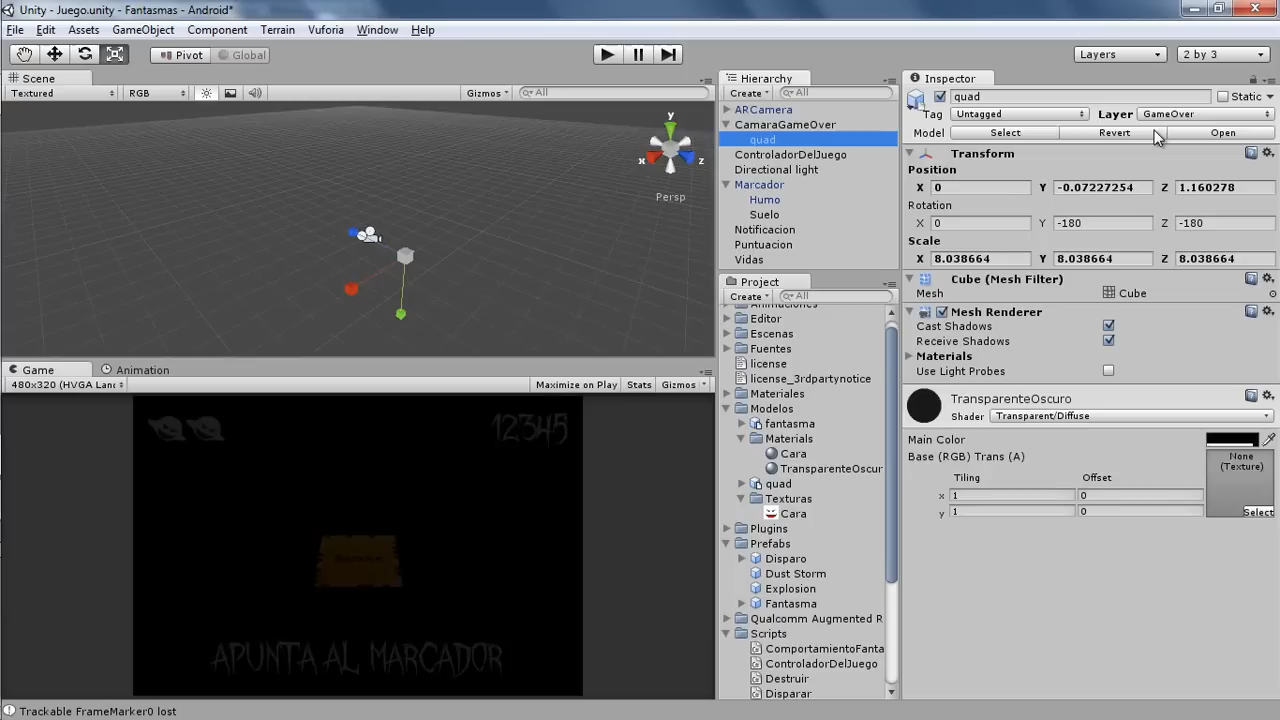 Unity - Juego.unity - Fantasmas - Android*
File Edit Assets GameObject Component Terrain Vuforia Window Help
Pivot Global Layers 2 by 3
Scene
Textured RGB Gizmos All
y
x z
Persp
Game Animation
480x320 (HVGA Lanc Maximize on Play Stats Gizmos
12345
APUNTA AL MARCADOR
Trackable FrameMarker0 lost
Hierarchy
Create All
ARCamera
CamaraGameOver
quad
ControladorDelJuego
Directional light
Marcador
Humo
Suelo
Notificacion
Puntuacion
Vidas
Project
Create All
Animaciones
Editor
Escenas
Fuentes
license
license_3rdpartynotice
Materiales
Modelos
fantasma
Materials
Cara
TransparenteOscur
quad
Texturas
Cara
Plugins
Prefabs
Disparo
Dust Storm
Explosion
Fantasma
Qualcomm Augmented R
Scripts
ComportamientoFanta
ControladorDelJuego
Destruir
Disparar
Inspector
quad Static
Tag Untagged Layer GameOver
Model Select Revert Open
Transform
Position
X 0 Y -0.07227254 Z 1.160278
Rotation
X 0 Y -180 Z -180
Scale
X 8.038664 Y 8.038664 Z 8.038664
Cube (Mesh Filter)
Mesh Cube
Mesh Renderer
Cast Shadows
Receive Shadows
Materials
Use Light Probes
TransparenteOscuro
Shader Transparent/Diffuse
Main Color
Base (RGB) Trans (A)
None
(Texture)
Tiling Offset
x 1 0
y 1 0
Select